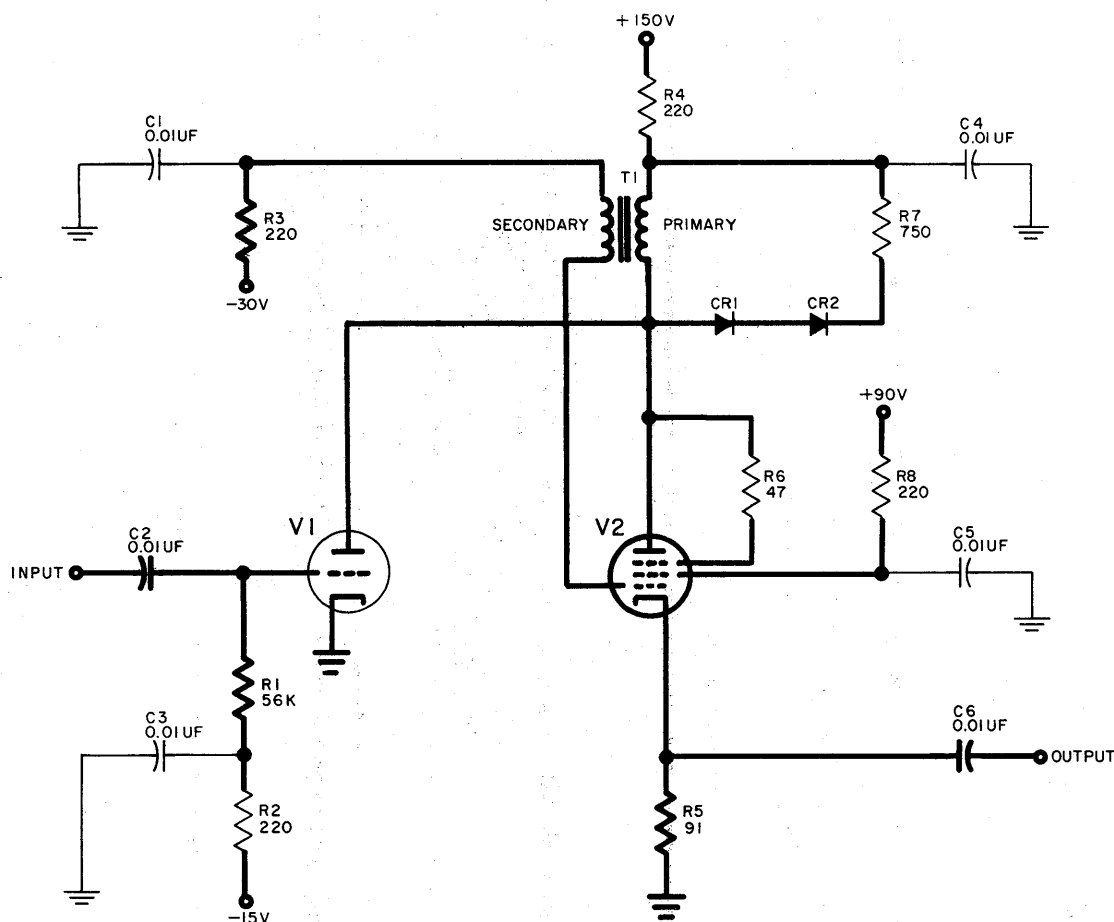 +150V
R4
220
C1
0.01UF
C4
0.01UF
T1
R3
220
SECONDARY
PRIMARY
R7
750
-30V
CR1
CR2
+90V
R6
47
R8
220
V1
V2
C2
0.01UF
C5
0.01UF
INPUT
R1
56K
C3
0.01UF
C6
0.01UF
OUTPUT
R2
220
R5
91
-15V